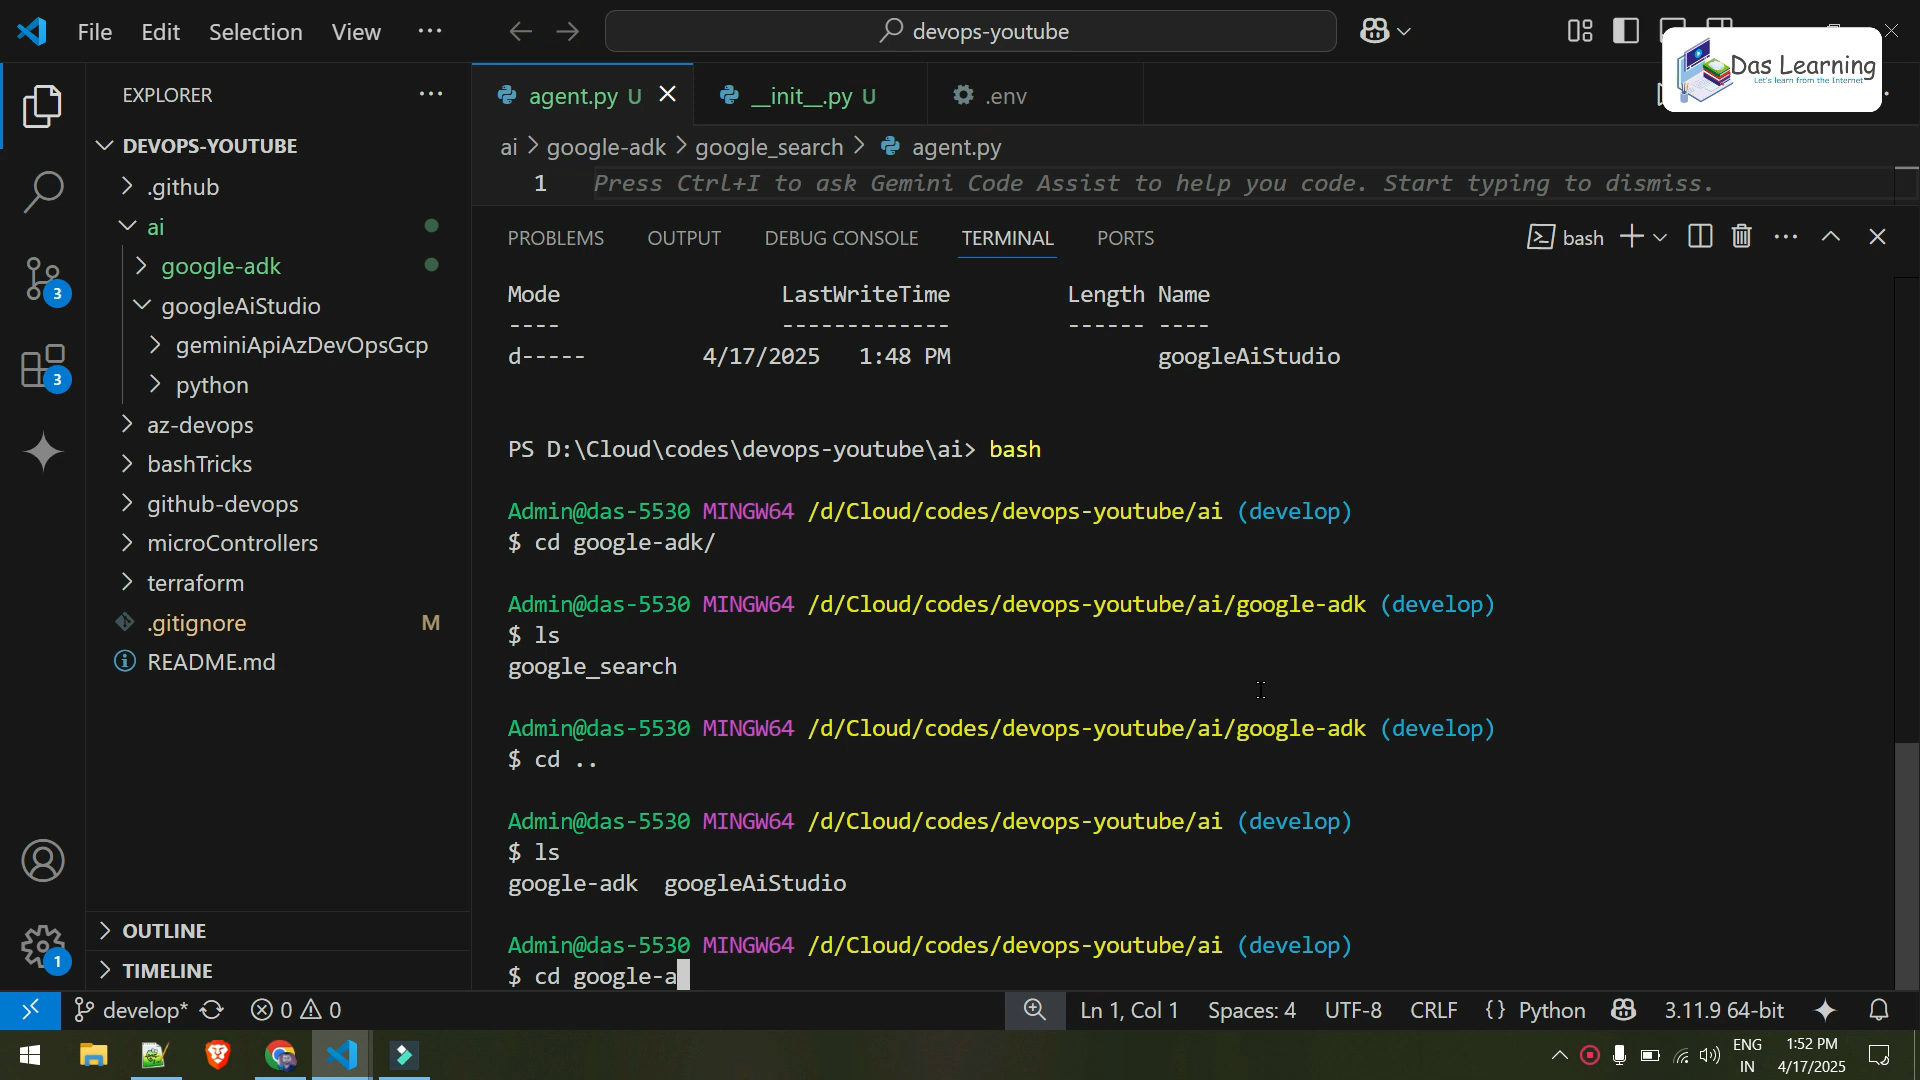 File Edit Selection View ··· devops-youtube
Das Learning
Let's learn from the Internet
EXPLORER
DEVOPS-YOUTUBE
.github
ai
google-adk
googleAiStudio
geminiApiAzDevOpsGcp
python
az-devops
bashTricks
github-devops
microControllers
terraform
.gitignore M
README.md
OUTLINE
TIMELINE
3
3
1
agent.py U __init__.py U .env
ai > google-adk > google_search > agent.py
1 Press Ctrl+I to ask Gemini Code Assist to help you code. Start typing to dismiss.
PROBLEMS OUTPUT DEBUG CONSOLE TERMINAL PORTS bash
Mode LastWriteTime Length Name
---- ------------- ------ ----
d----- 4/17/2025 1:48 PM googleAiStudio
PS D:\Cloud\codes\devops-youtube\ai> bash
Admin@das-5530 MINGW64 /d/Cloud/codes/devops-youtube/ai (develop)
$ cd google-adk/
Admin@das-5530 MINGW64 /d/Cloud/codes/devops-youtube/ai/google-adk (develop)
$ ls
google_search
Admin@das-5530 MINGW64 /d/Cloud/codes/devops-youtube/ai/google-adk (develop)
$ cd ..
Admin@das-5530 MINGW64 /d/Cloud/codes/devops-youtube/ai (develop)
$ ls
google-adk googleAiStudio
Admin@das-5530 MINGW64 /d/Cloud/codes/devops-youtube/ai (develop)
$ cd google-a
develop* 0 0 Ln 1, Col 1 Spaces: 4 UTF-8 CRLF {} Python 3.11.9 64-bit
ENG
IN
1:52 PM
4/17/2025